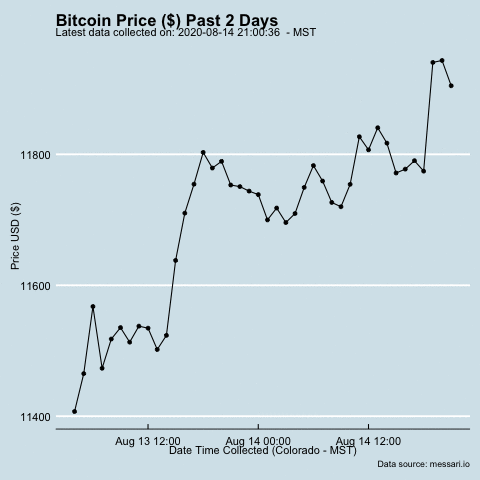 Bitcoin Price ($) Past 2 Days
Latest data collected on: 2020-08-14 21:00:36  - MST
11800
11600
11400
Price USD ($)
Aug 13 12:00 Aug 14 00:00 Aug 14 12:00
Date Time Collected (Colorado - MST)
Data source: messari.io